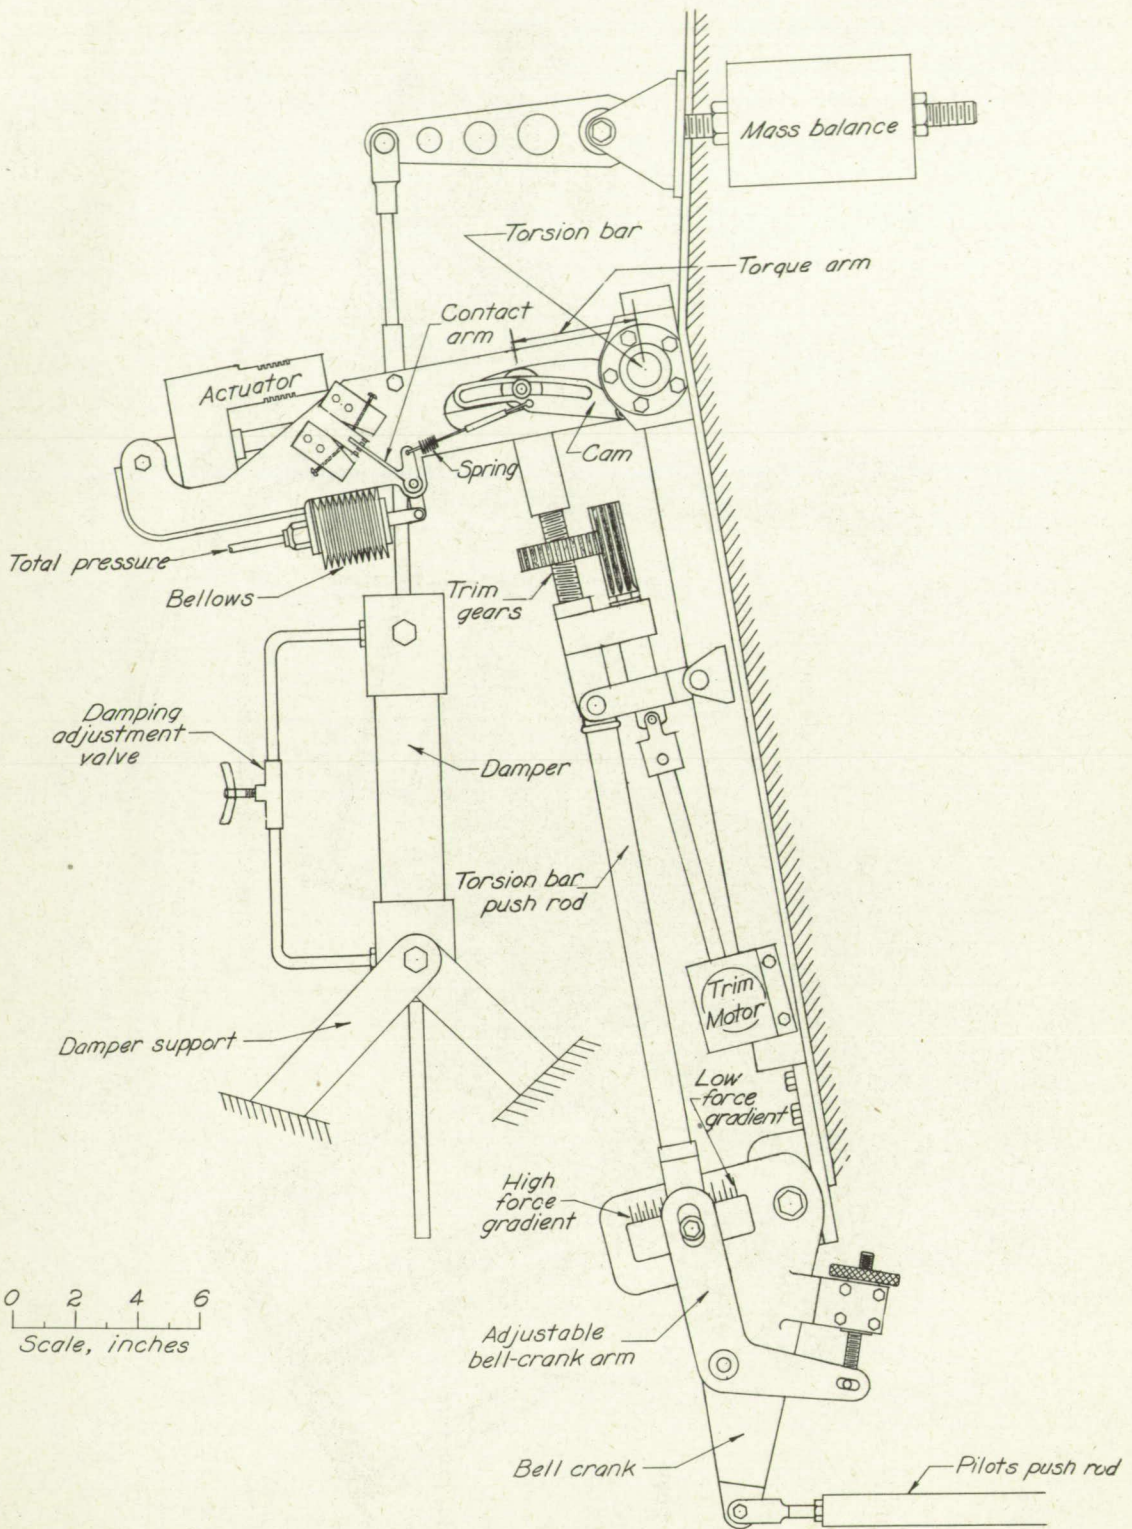 Mass balance
Torsion bar
Torque arm
Contact
arm
Actuator
Cam
Spring
Total pressure
Bellows
Trim
gears
Damping
adjustment
valve
Damper
Torsion bar
push rod
Trim
Motor
Damper support
Low
force
gradient
High
force
gradient
0 2 4 6
Scale, inches
Adjustable
bell-crank arm
Bell crank
Pilots push rod